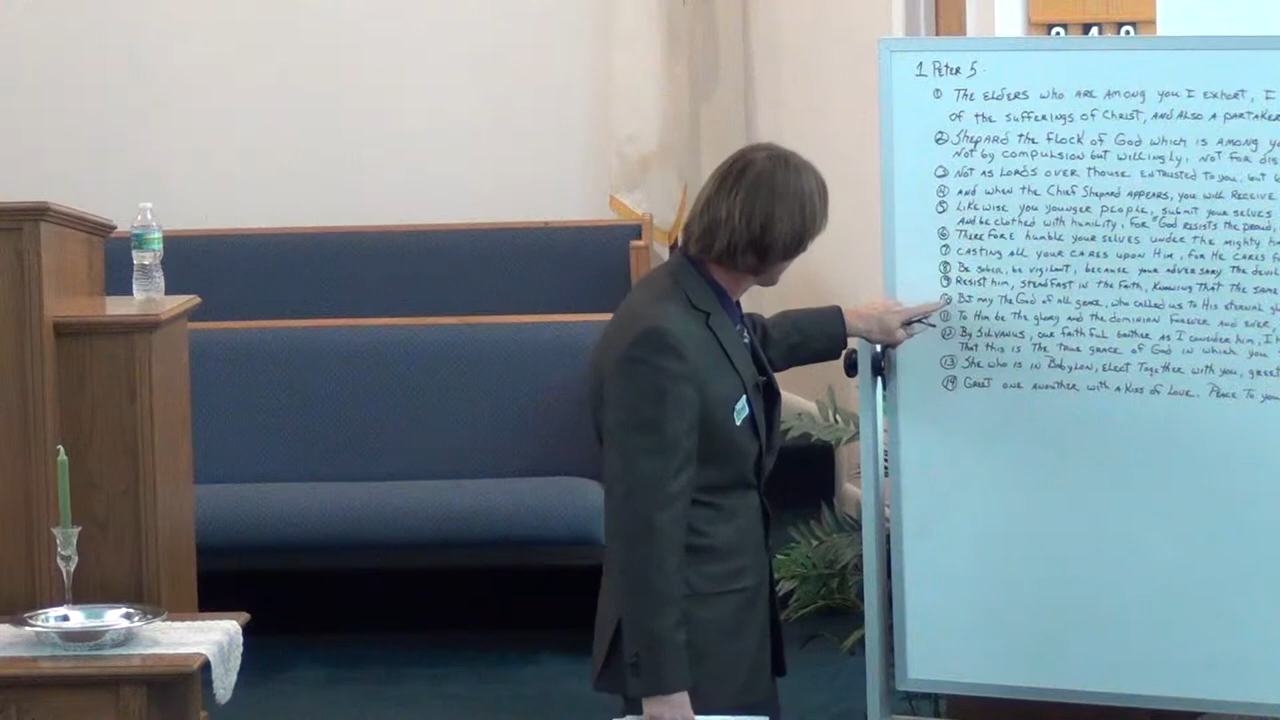 1 Peter 5.
① The Elders who are among you I exhort, I
of the sufferings of Christ, and also a partaker
② Shepard the flock of God which is among yo
Not by compulsion but willingly, not for dis
③ Not as Lords over thouse entrusted to you, but
④ And when the Chief Shepard appears, you will receive
⑤ Likewise you younger people, submit your selves
And be clothed with humility, for "God resists the proud,
⑥ Therefore humble your selves under the mighty h
⑦ Casting all your cares upon Him, for He cares f
⑧ Be sober, be vigilant, because your adversary the devil
⑨ Resist him, steadfast in the faith, knowing that the same
⑩ But may the God of all grace, who called us to His eternal gl
⑪ To Him be the glory and the dominion forever and ever,
⑫ By Silvanus, our faithful brother as I consider him, I h
That this is the true grace of God in which you
⑬ She who is in Babylon, elect together with you, greet
⑭ Greet one anouther with a kiss of love. Peace to you